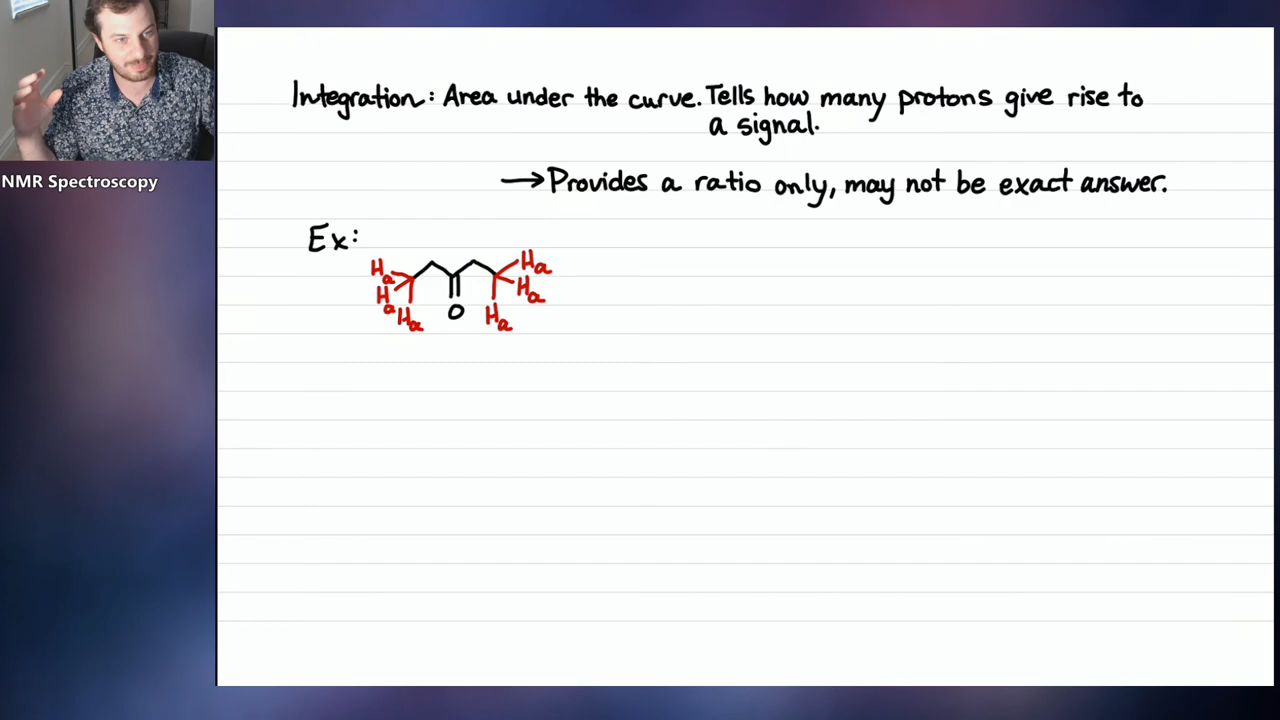 Integration: Area under the curve. Tells how many protons give rise to
a signal.
NMR Spectroscopy
→Provides a ratio only, may not be exact answer.
Ex:
Ha Ha
Ha Ha
Ha O Ha